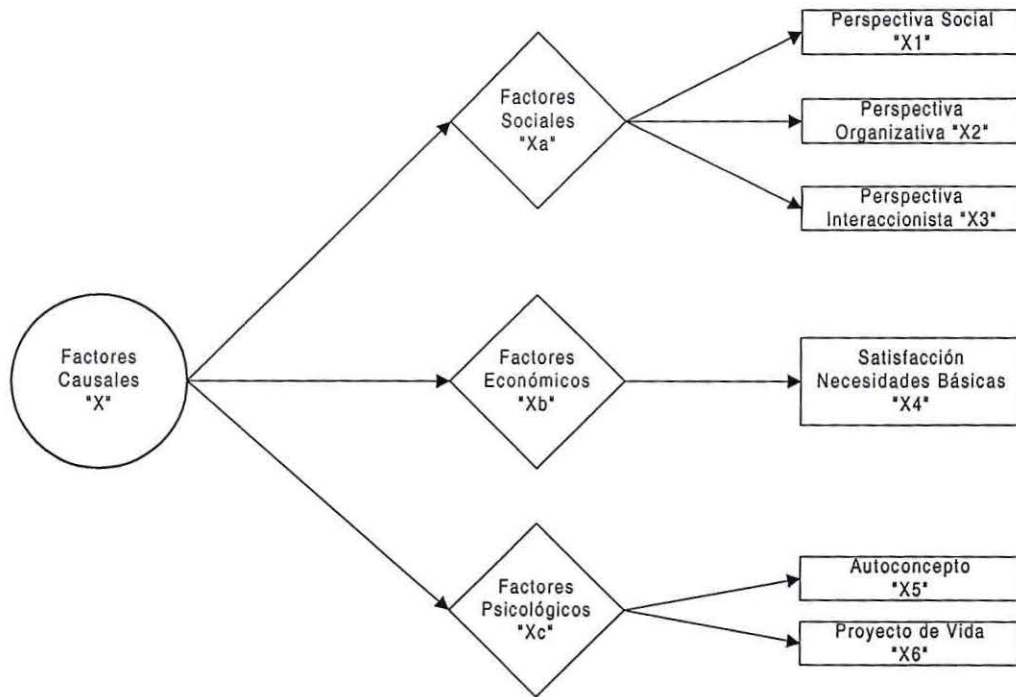 Factores
Causales
"X"
Factores
Sociales
"Xa"
Perspectiva Social
"X1"
Perspectiva
Organizativa "X2"
Perspectiva
Interaccionista "X3"
Factores
Económicos
"Xb"
Satisfacción
Necesidades Básicas
"X4"
Factores
Psicológicos
"Xc"
Autoconcepto
"X5"
Proyecto de Vida
"X6"